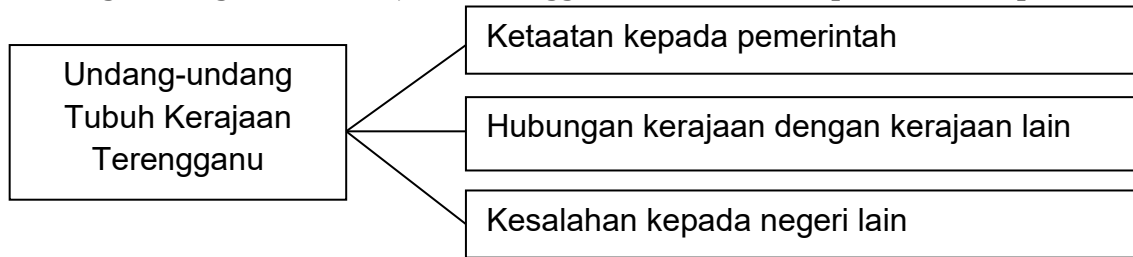 Undang-undang
Tubuh Kerajaan
Terengganu
Ketaatan kepada pemerintah
Hubungan kerajaan dengan kerajaan lain
Kesalahan kepada negeri lain